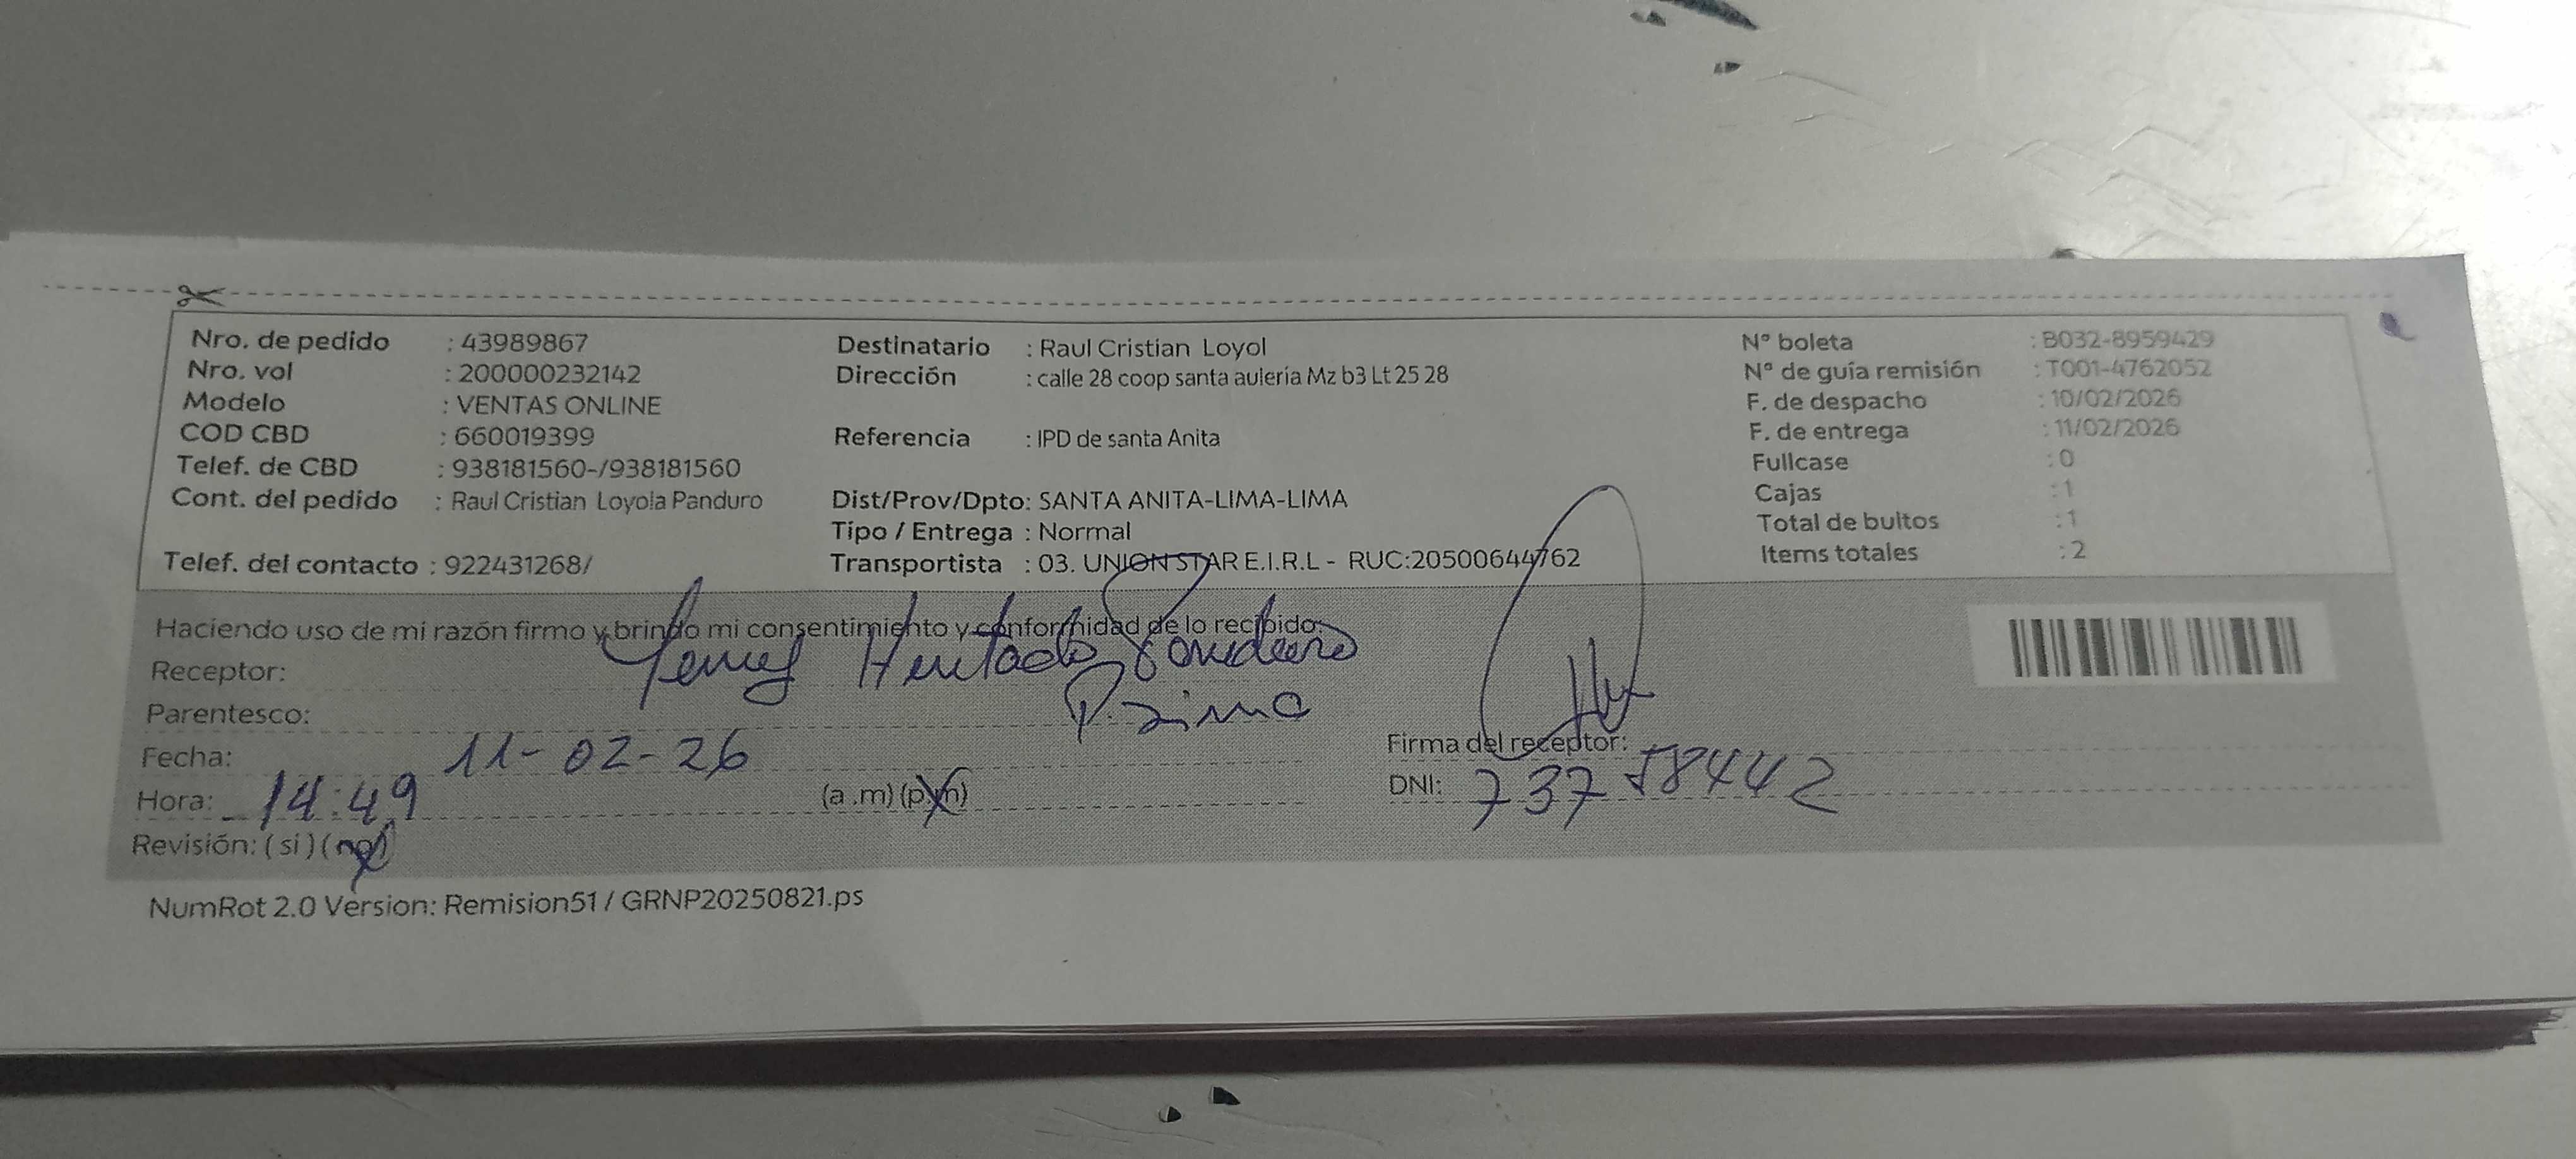 Nro. de pedido : 43989867
Nro. vol : 200000232142
Modelo : VENTAS ONLINE
COD CBD : 660019399
Telef. de CBD : 938181560-/938181560
Cont. del pedido : Raul Cristian Loyola Panduro
Telef. del contacto : 922431268/
Destinatario : Raul Cristian Loyol
Dirección : calle 28 coop santa auleria Mz b3 Lt 25 28
Referencia : IPD de santa Anita
Dist/Prov/Dpto: SANTA ANITA-LIMA-LIMA
Tipo / Entrega : Normal
Transportista : 03. UNION STAR E.I.R.L - RUC:20500644762
N° boleta : B032-8959429
N° de guía remisión : T001-4762052
F. de despacho : 10/02/2026
F. de entrega : 11/02/2026
Fullcase : 0
Cajas : 1
Total de bultos : 1
Items totales : 2
Haciendo uso de mi razón firmo y brindo mi consentimiento y conformidad de lo recibido:
Receptor: Hurtado Panduro
Parentesco: Prima
Fecha: 11-02-26
Hora: 14:49 (a .m) (p.m)
Revisión: ( si ) ( no )
Firma del receptor:
DNI: 73758442
NumRot 2.0 Version: Remision51 / GRNP20250821.ps